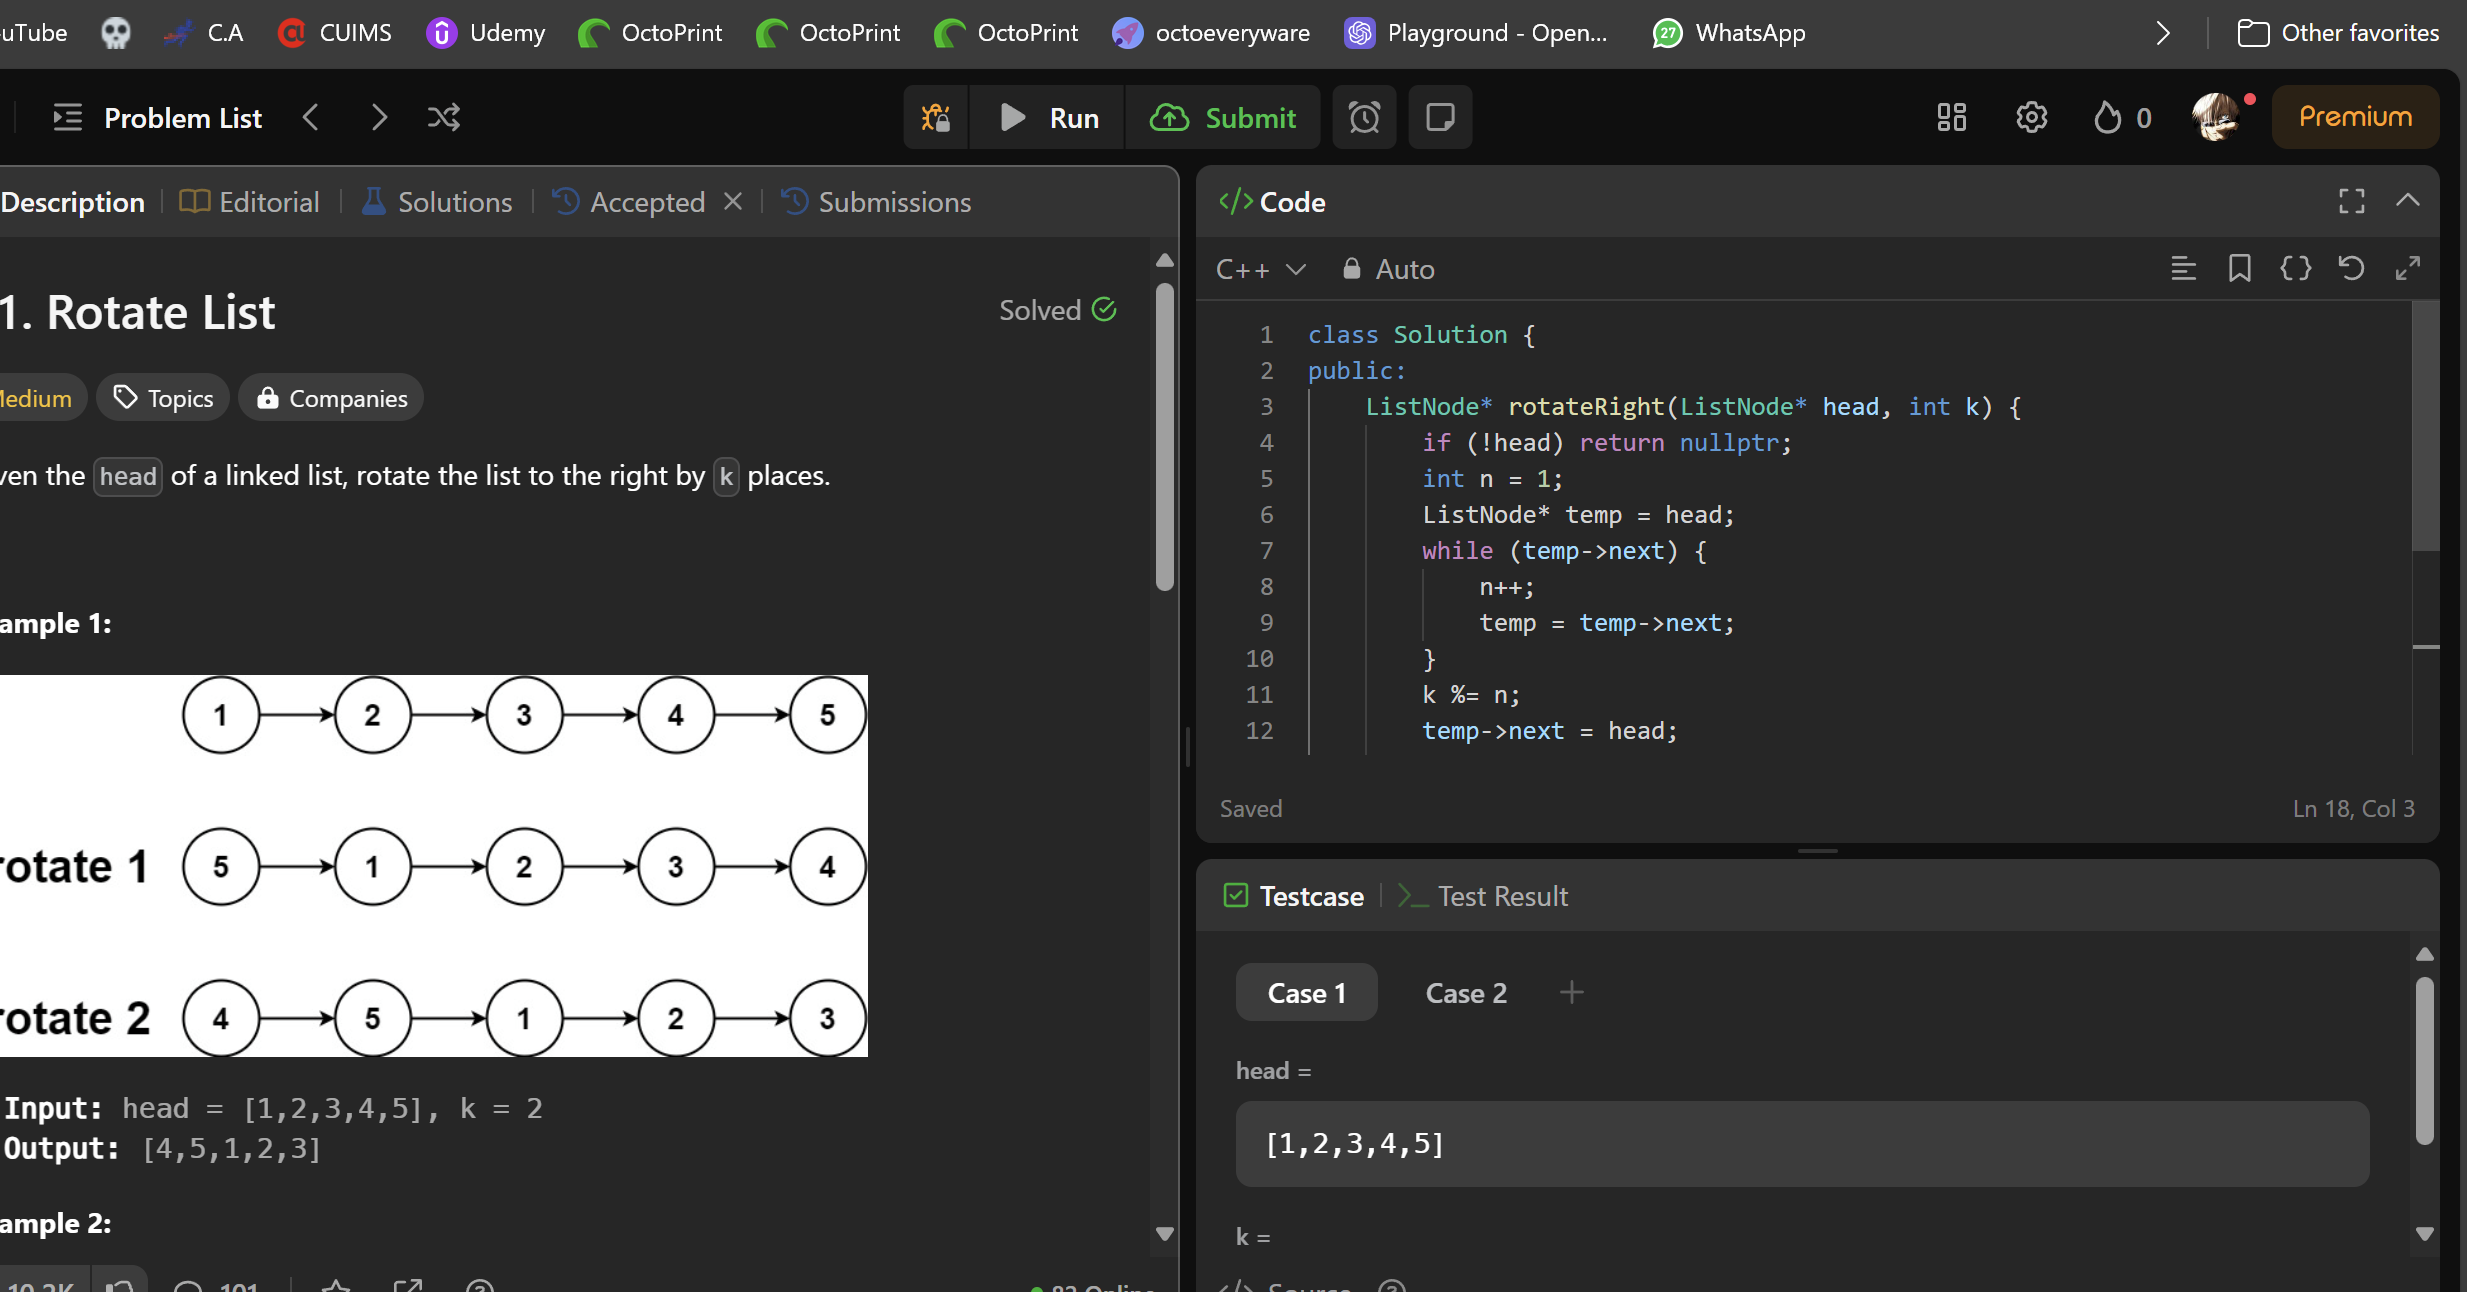 uTube C.A CUIMS Udemy OctoPrint OctoPrint OctoPrint octoeveryware Playground - Open... 27 WhatsApp Other favorites
Problem List Run Submit 0 Premium
Description Editorial Solutions Accepted Submissions
1. Rotate List
Solved
Medium Topics Companies
ven the head of a linked list, rotate the list to the right by k places.
ample 1:
1 2 3 4 5
rotate 1 5 1 2 3 4
rotate 2 4 5 1 2 3
Input: head = [1,2,3,4,5], k = 2
Output: [4,5,1,2,3]
ample 2:
Code
C++ Auto
1 class Solution {
2 public:
3 ListNode* rotateRight(ListNode* head, int k) {
4 if (!head) return nullptr;
5 int n = 1;
6 ListNode* temp = head;
7 while (temp->next) {
8 n++;
9 temp = temp->next;
10 }
11 k %= n;
12 temp->next = head;
Saved Ln 18, Col 3
Testcase Test Result
Case 1 Case 2
head =
[1,2,3,4,5]
k =
Source